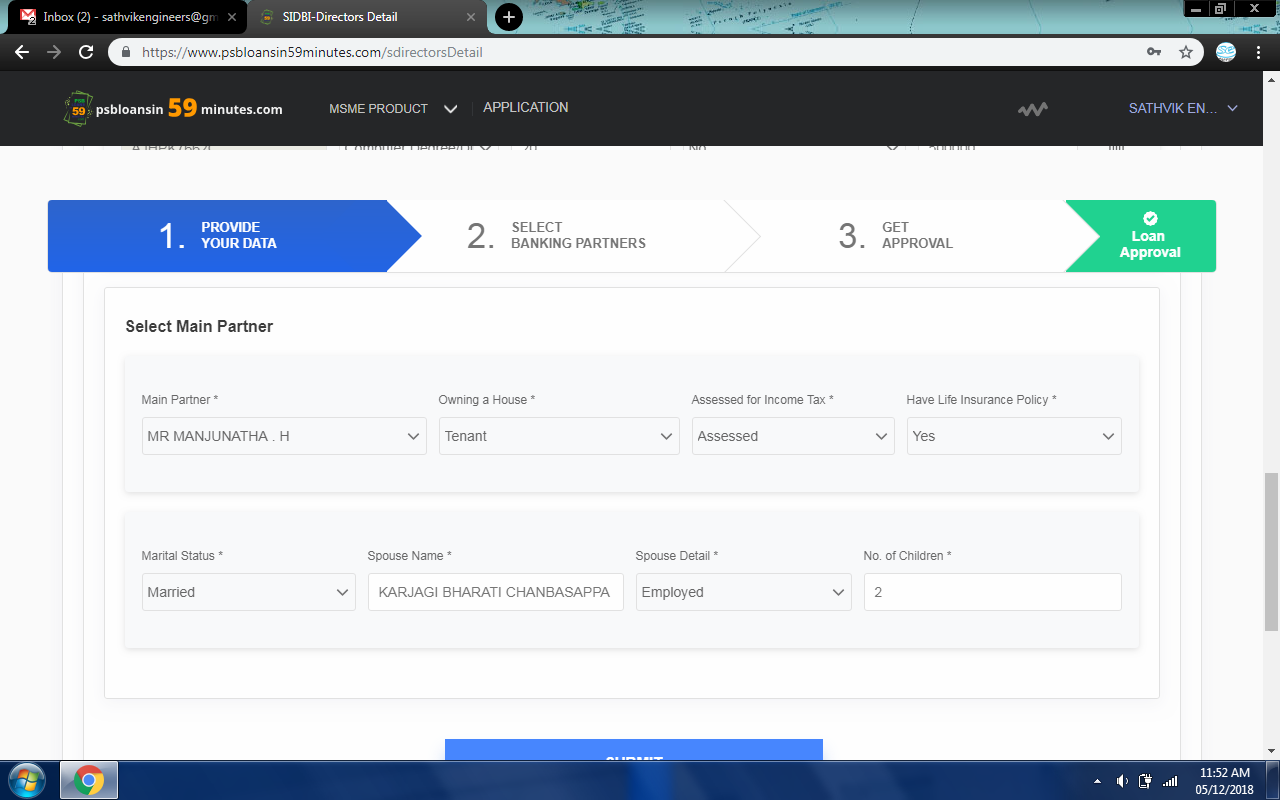 Inbox (2) - sathvikengineers@gm
SIDBI-Directors Detail
https://www.psbloansin59minutes.com/sdirectorsDetail
psbloansin 59 minutes.com
MSME PRODUCT
APPLICATION
SATHVIK EN...
1. PROVIDE YOUR DATA
2. SELECT BANKING PARTNERS
3. GET APPROVAL
Loan Approval
Select Main Partner
Main Partner * Owning a House * Assessed for Income Tax * Have Life Insurance Policy *
MR MANJUNATHA . H Tenant Assessed Yes
Marital Status * Spouse Name * Spouse Detail * No. of Children *
Married KARJAGI BHARATI CHANBASAPPA Employed 2
SUBMIT
11:52 AM
05/12/2018